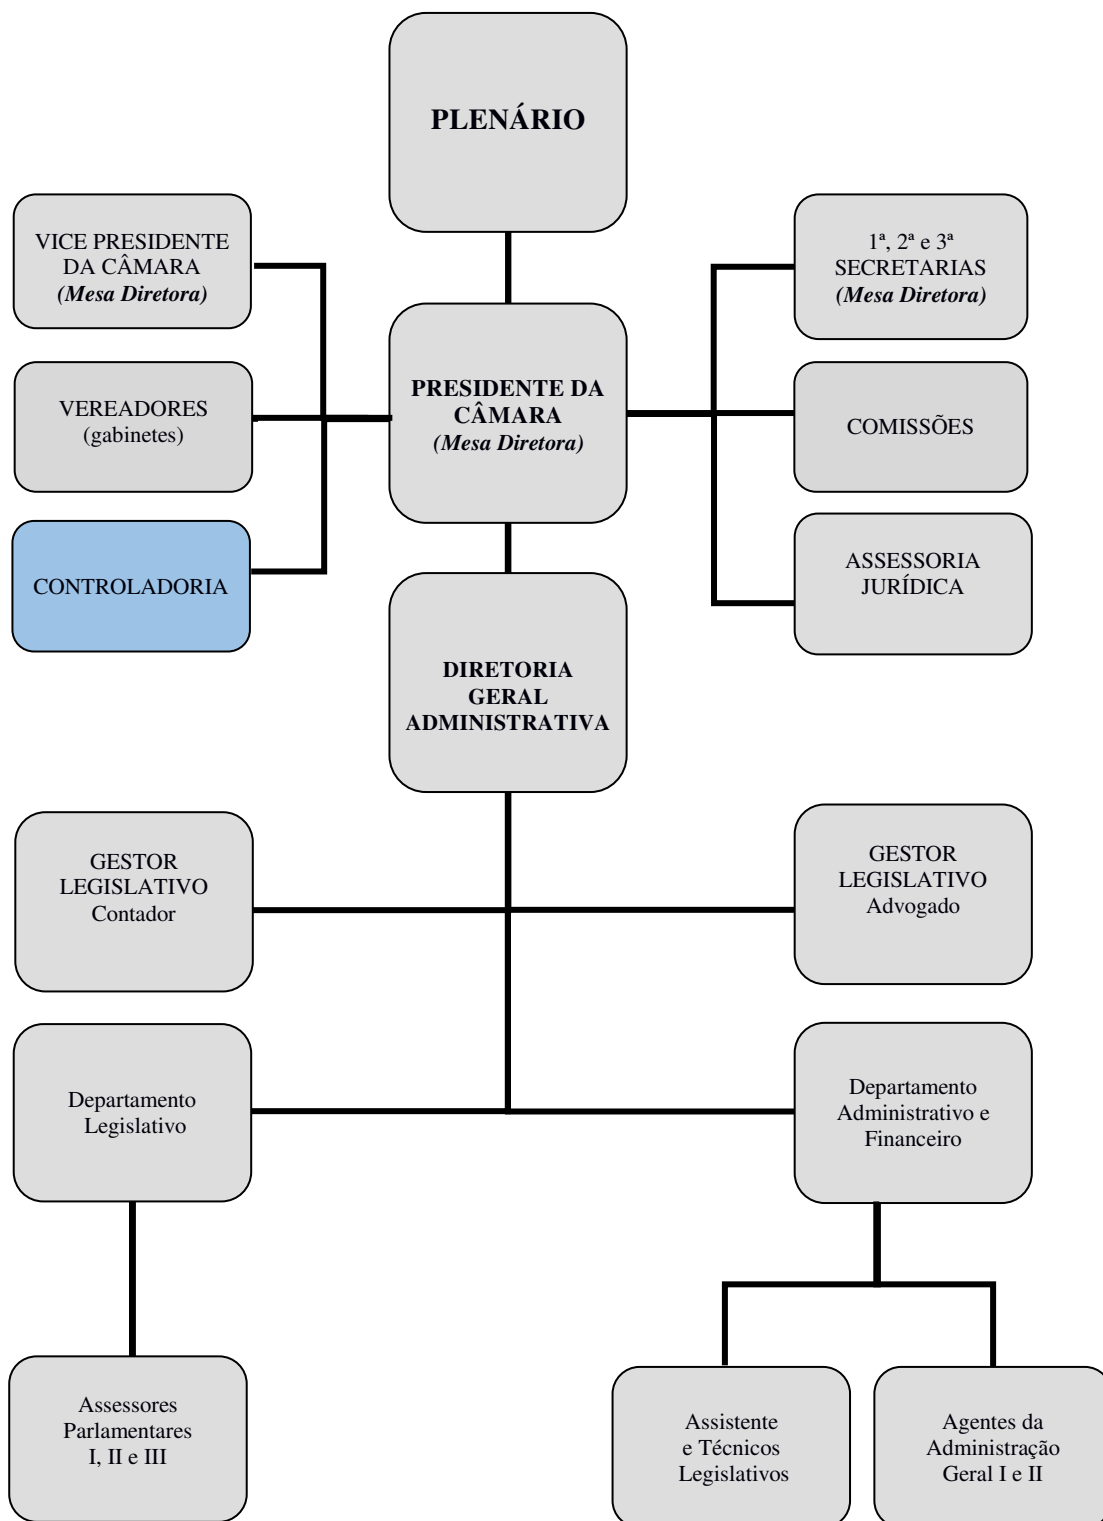 PLENÁRIO
VICE PRESIDENTE
DA CÂMARA
(Mesa Diretora)
1ª, 2ª e 3ª
SECRETARIAS
(Mesa Diretora)
VEREADORES
(gabinetes)
PRESIDENTE DA
CÂMARA
(Mesa Diretora)
COMISSÕES
CONTROLADORIA
ASSESSORIA
JURÍDICA
DIRETORIA
GERAL
ADMINISTRATIVA
GESTOR
LEGISLATIVO
Contador
GESTOR
LEGISLATIVO
Advogado
Departamento
Legislativo
Departamento
Administrativo e
Financeiro
Assessores
Parlamentares
I, II e III
Assistente
e Técnicos
Legislativos
Agentes da
Administração
Geral I e II